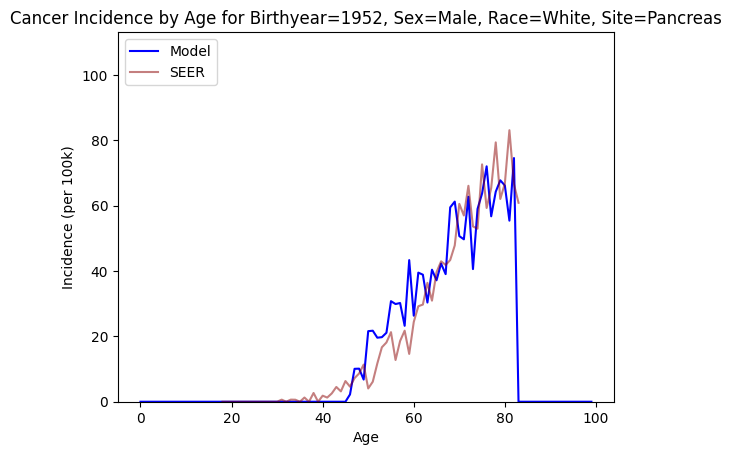 Cancer Incidence by Age for Birthyear=1952, Sex=Male, Race=White, Site=Pancreas
Model
SEER
Incidence (per 100k)
100
80
60
40
20
0
0 20 40 60 80 100
Age